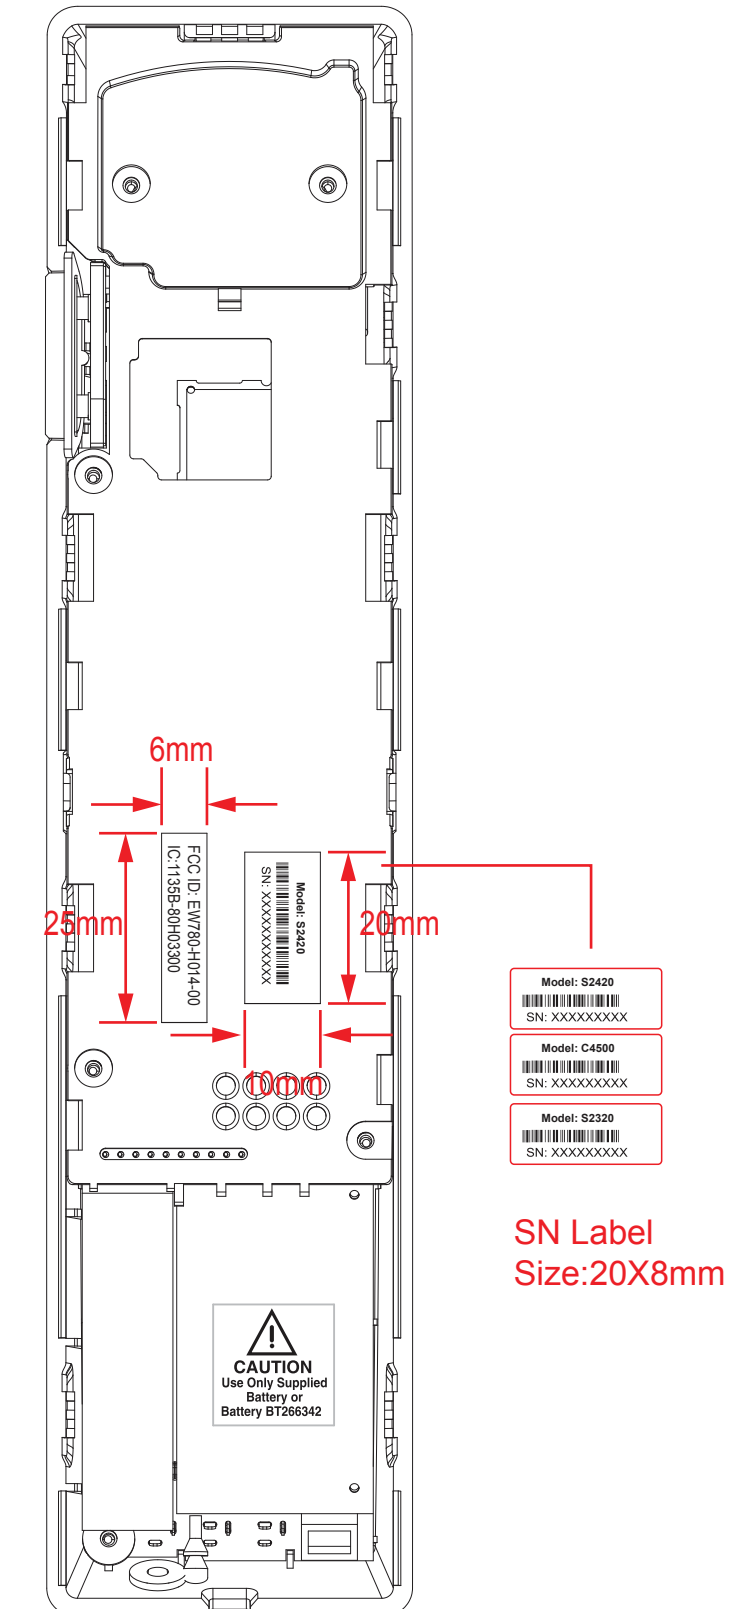 6mm
25mm
FCC ID: EW780-H014-00
IC:1135B-80H03300
Model: S2420
SN: XXXXXXXXXXXX
20mm
10mm
Model: S2420
SN: XXXXXXXXX
Model: C4500
SN: XXXXXXXXX
Model: S2320
SN: XXXXXXXXX
SN Label
Size:20X8mm
CAUTION
Use Only Supplied
Battery or
Battery BT266342